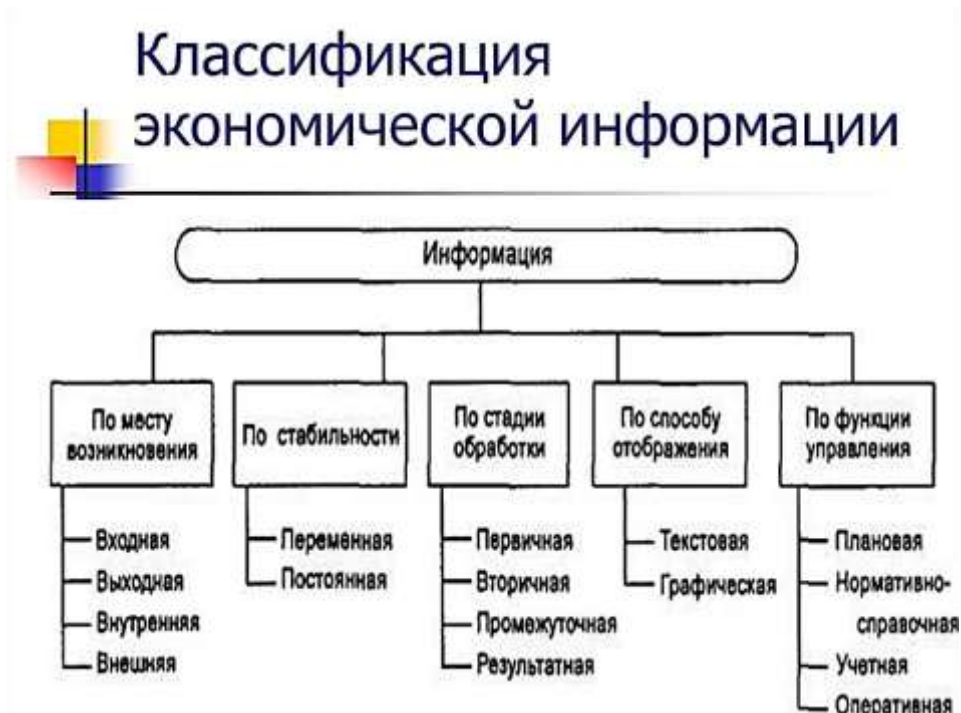 Классификация
экономической информации
Информация
По месту
возникновения
Входная
Выходная
Внутренняя
Внешняя
По стабильности
Переменная
Постоянная
По стадии
обработки
Первичная
Вторичная
Промежуточная
Результатная
По способу
отображения
Текстовая
Графическая
По функции
управления
Плановая
Нормативно-
справочная
Учетная
Оперативная